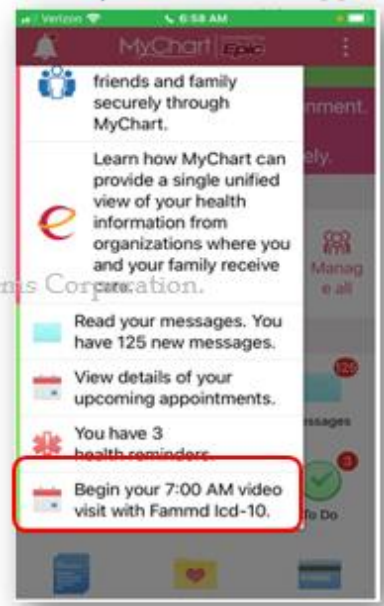 Verizon
6:58 AM
MyChart Epic
friends and family
securely through
MyChart.
nment.
ely.
Learn how MyChart can
provide a single unified
view of your health
information from
organizations where you
and your family receive
care.
ms Corporation.
Manag
e all
Read your messages. You
have 125 new messages.
125
ssages
View details of your
upcoming appointments.
You have 3
health reminders.
3
To Do
Begin your 7:00 AM video
visit with Fammd Icd-10.